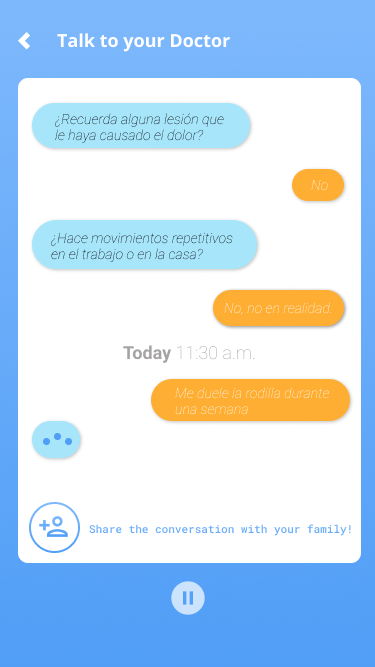 Talk to your Doctor
¿Recuerda alguna lesión que
le haya causado el dolor?
No
¿Hace movimientos repetitivos
en el trabajo o en la casa?
No, no en realidad.
Today 11:30 a.m.
Me duele la rodilla durante
una semana
Share the conversation with your family!